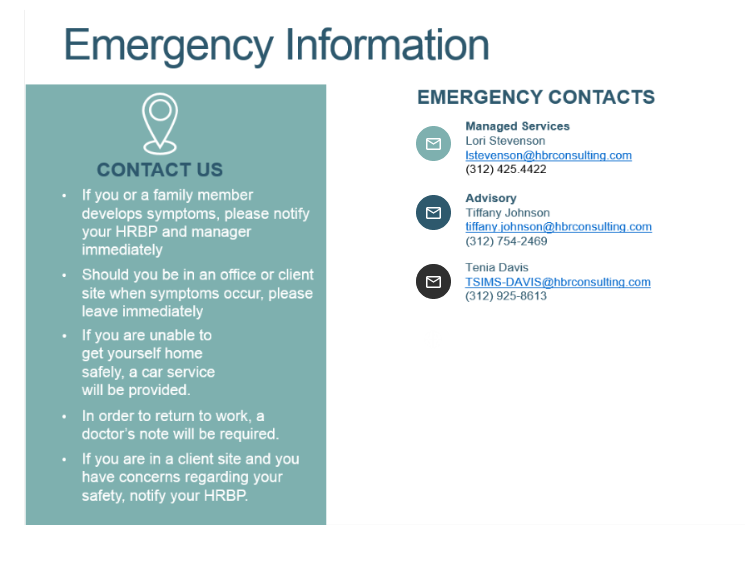 Emergency Information
CONTACT US
• If you or a family member
develops symptoms, please notify
your HRBP and manager
immediately
• Should you be in an office or client
site when symptoms occur, please
leave immediately
• If you are unable to
get yourself home
safely, a car service
will be provided.
• In order to return to work, a
doctor's note will be required.
• If you are in a client site and you
have concerns regarding your
safety, notify your HRBP.
EMERGENCY CONTACTS
Managed Services
Lori Stevenson
lstevenson@hbrconsulting.com
(312) 425.4422
Advisory
Tiffany Johnson
tiffany.johnson@hbrconsulting.com
(312) 754-2469
Tenia Davis
TSIMS-DAVIS@hbrconsulting.com
(312) 925-8613